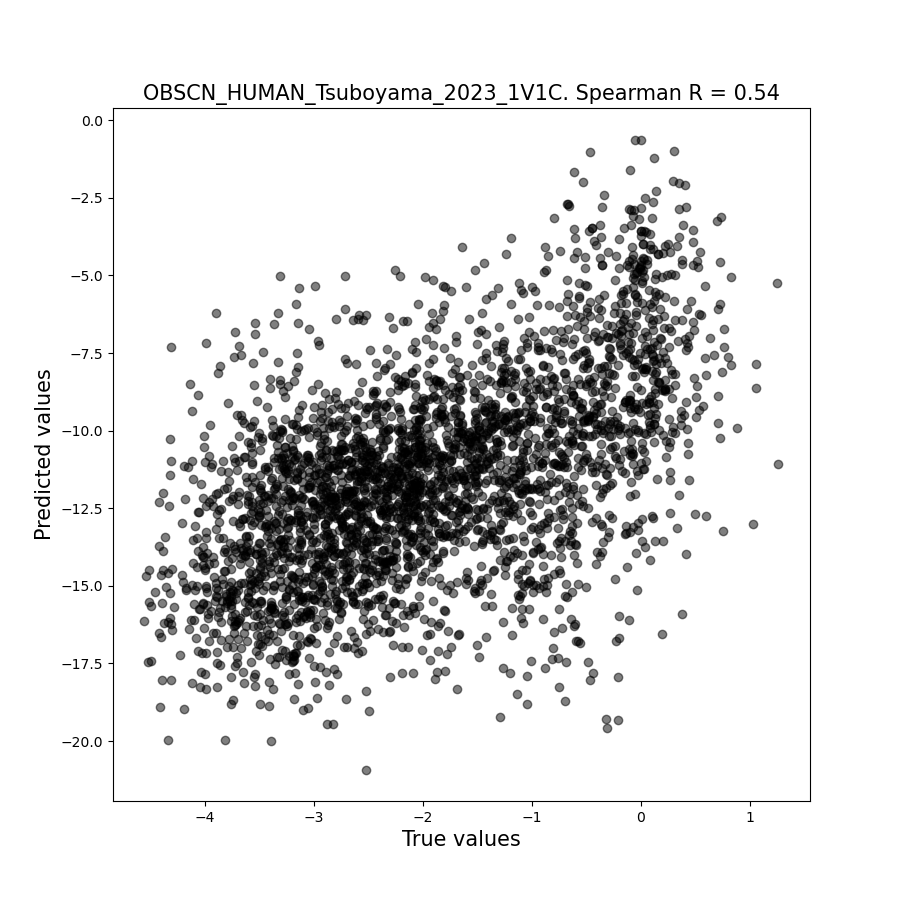 OBSCN_HUMAN_Tsuboyama_2023_1V1C. Spearman R = 0.54
Predicted values
0.0
−2.5
−5.0
−7.5
−10.0
−12.5
−15.0
−17.5
−20.0
−4 −3 −2 −1 0 1
True values